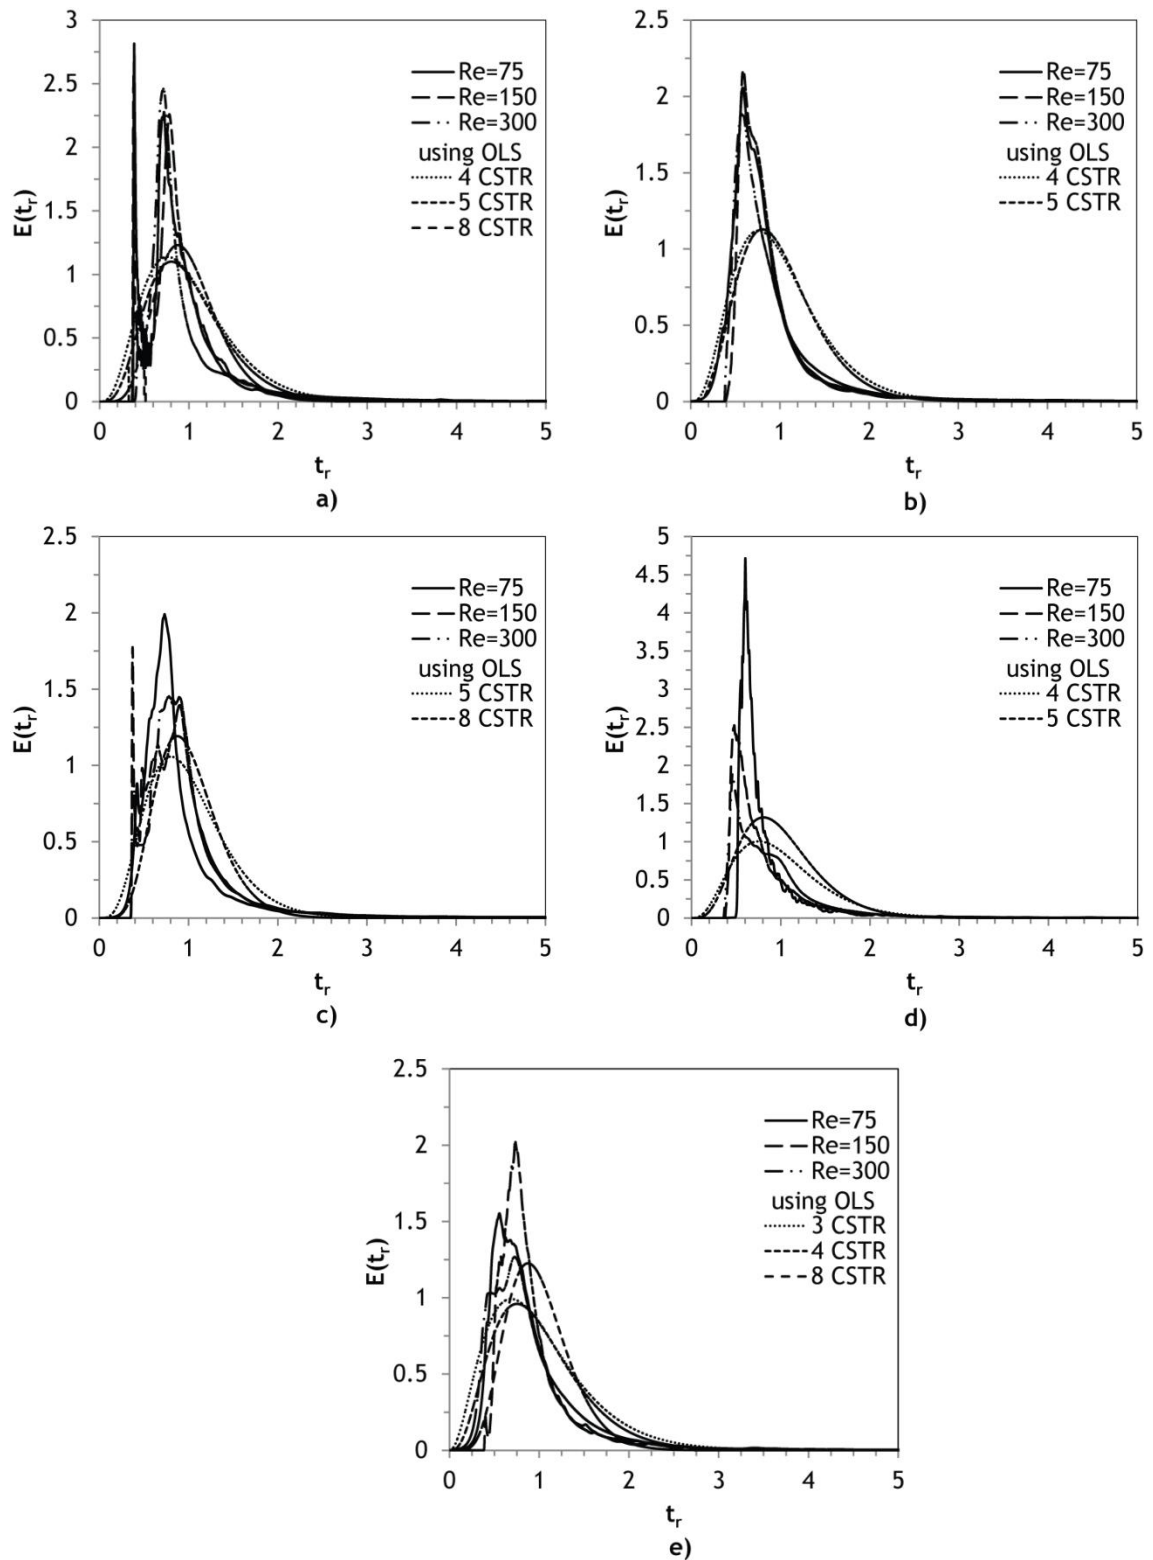 3
2.5
2
1.5
1
0.5
0
E(tr)
Re=75
Re=150
Re=300
using OLS
4 CSTR
5 CSTR
8 CSTR
0 1 2 3 4 5
tr
a)
2.5
2
1.5
1
0.5
0
E(tr)
Re=75
Re=150
Re=300
using OLS
4 CSTR
5 CSTR
0 1 2 3 4 5
tr
b)
2.5
2
1.5
1
0.5
0
E(tr)
Re=75
Re=150
Re=300
using OLS
5 CSTR
8 CSTR
0 1 2 3 4 5
tr
c)
5
4.5
4
3.5
3
2.5
2
1.5
1
0.5
0
E(tr)
Re=75
Re=150
Re=300
using OLS
4 CSTR
5 CSTR
0 1 2 3 4 5
tr
d)
2.5
2
1.5
1
0.5
0
E(tr)
Re=75
Re=150
Re=300
using OLS
3 CSTR
4 CSTR
8 CSTR
0 1 2 3 4 5
tr
e)